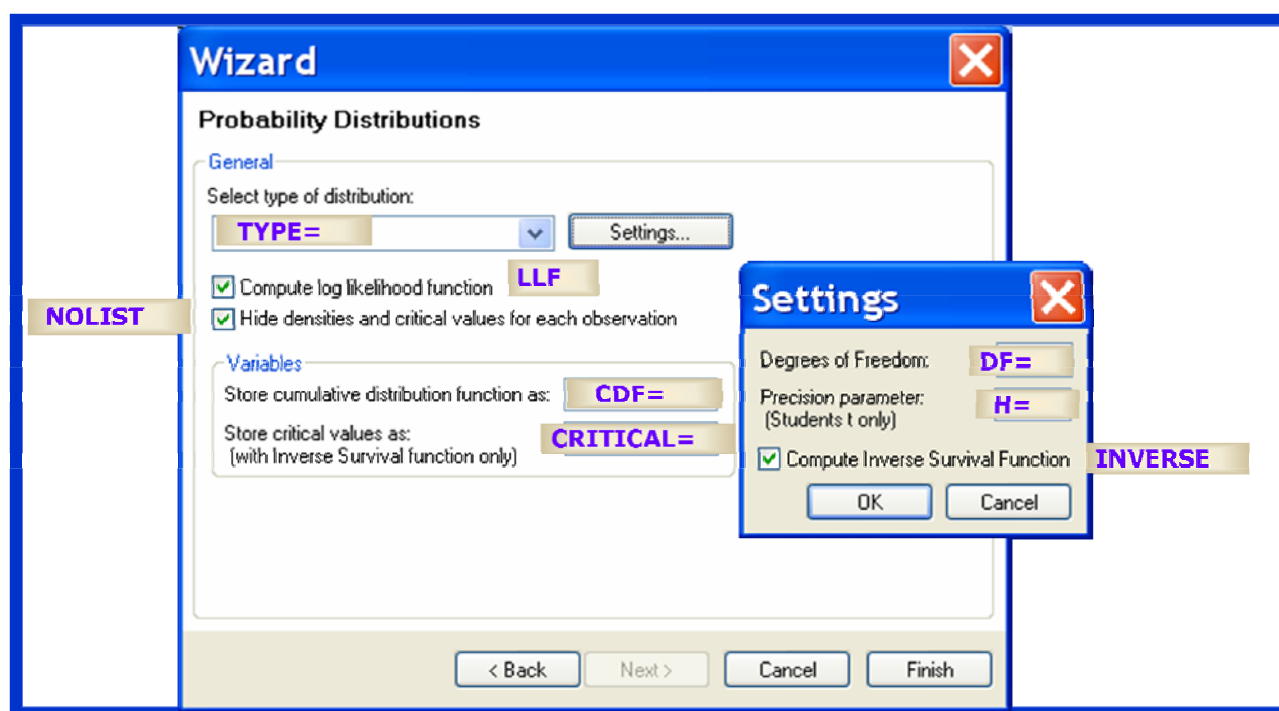 Wizard
Probability Distributions
General
Select type of distribution:
TYPE=
Settings...
Compute log likelihood function
LLF
NOLIST
Hide densities and critical values for each observation
Variables
Store cumulative distribution function as:
CDF=
Store critical values as:
(with Inverse Survival function only)
CRITICAL=
Settings
Degrees of Freedom:
DF=
Precision parameter:
(Students t only)
H=
Compute Inverse Survival Function
INVERSE
OK
Cancel
< Back
Next >
Cancel
Finish